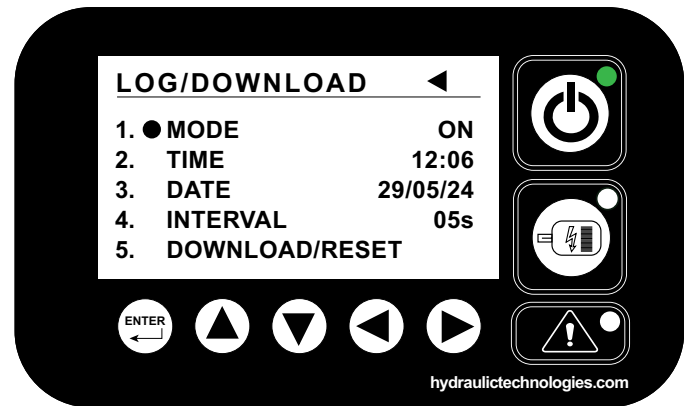 LOG/DOWNLOAD
1. MODE ON
2. TIME 12:06
3. DATE 29/05/24
4. INTERVAL 05s
5. DOWNLOAD/RESET
ENTER
hydraulictechnologies.com